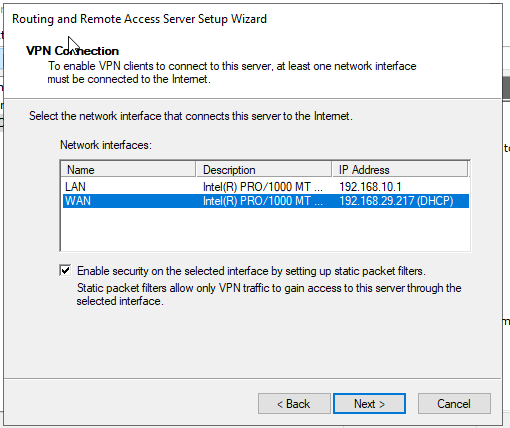 Routing and Remote Access Server Setup Wizard
VPN Connection
To enable VPN clients to connect to this server, at least one network interface
must be connected to the Internet.
Select the network interface that connects this server to the Internet.
Network interfaces:
Name Description IP Address
LAN Intel(R) PRO/1000 MT ... 192.168.10.1
WAN Intel(R) PRO/1000 MT ... 192.168.29.217 (DHCP)
Enable security on the selected interface by setting up static packet filters.
Static packet filters allow only VPN traffic to gain access to this server through the
selected interface.
< Back Next > Cancel